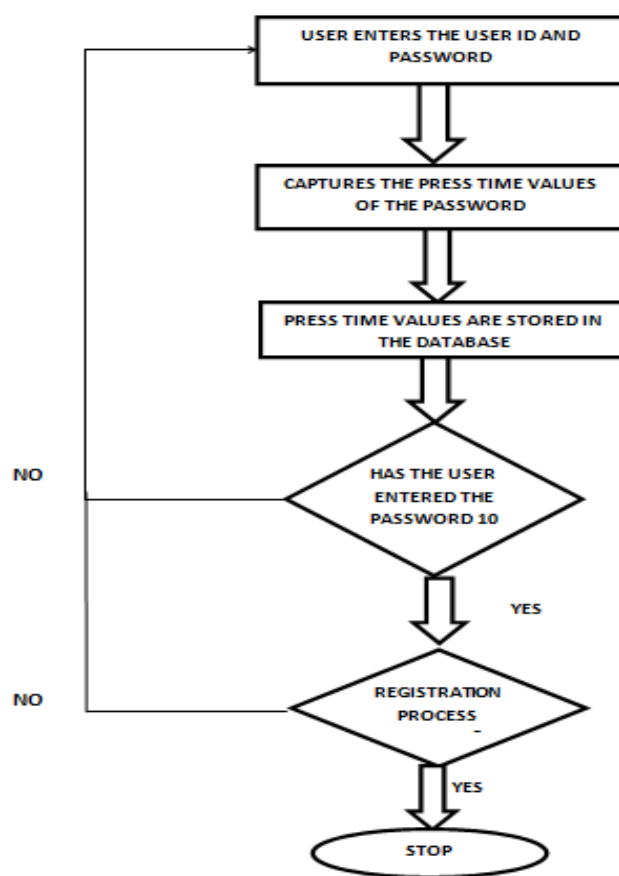 USER ENTERS THE USER ID AND
PASSWORD
CAPTURES THE PRESS TIME VALUES
OF THE PASSWORD
PRESS TIME VALUES ARE STORED IN
THE DATABASE
NO
HAS THE USER
ENTERED THE
PASSWORD 10
YES
NO
REGISTRATION
PROCESS
YES
STOP